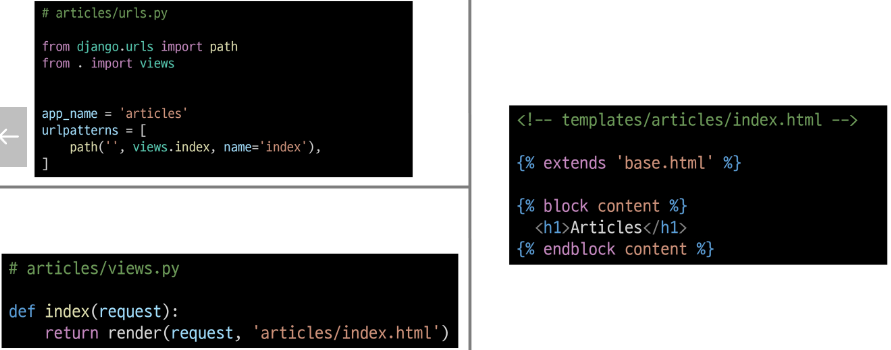 # articles/urls.py
from django.urls import path
from . import views
app_name = 'articles'
urlpatterns = [
    path('', views.index, name='index'),
]
# articles/views.py
def index(request):
    return render(request, 'articles/index.html')
<!-- templates/articles/index.html -->
{% extends 'base.html' %}
{% block content %}
  <h1>Articles</h1>
{% endblock content %}